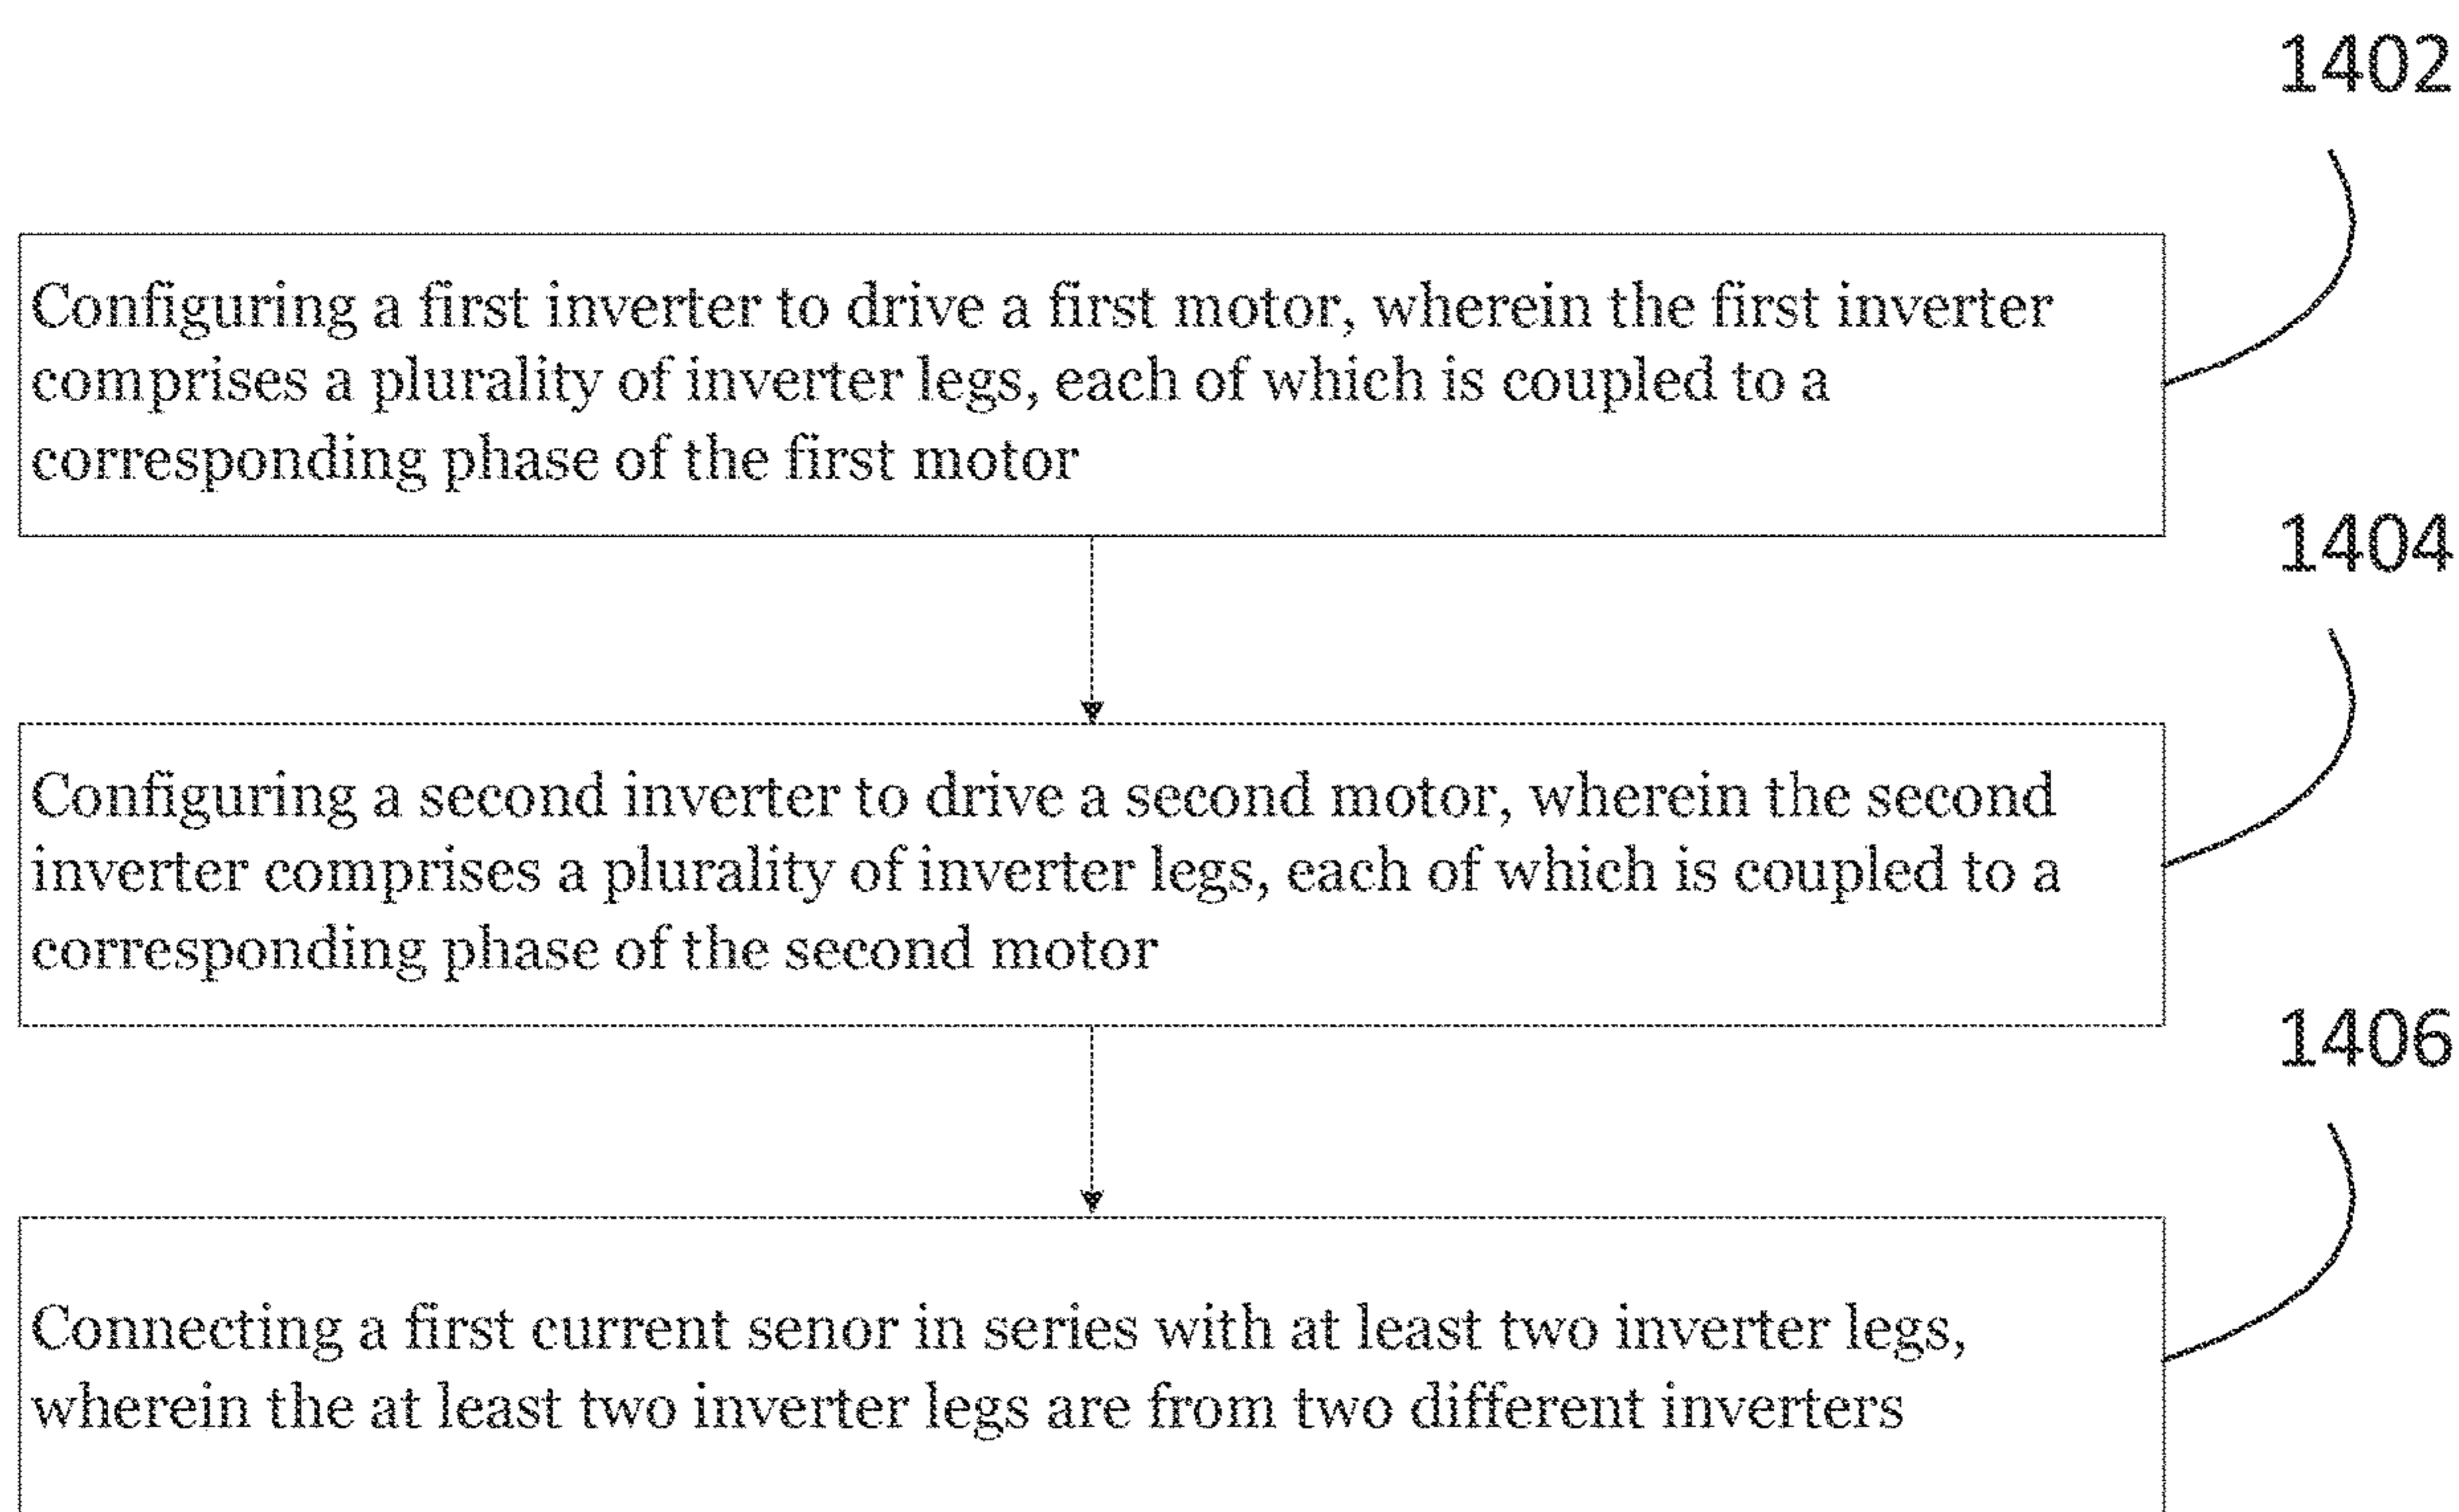 1402
Configuring a first inverter to drive a first motor, wherein the first inverter
comprises a plurality of inverter legs, each of which is coupled to a
corresponding phase of the first motor
1404
Configuring a second inverter to drive a second motor, wherein the second
inverter comprises a plurality of inverter legs, each of which is coupled to a
corresponding phase of the second motor
1406
Connecting a first current senor in series with at least two inverter legs,
wherein the at least two inverter legs are from two different inverters